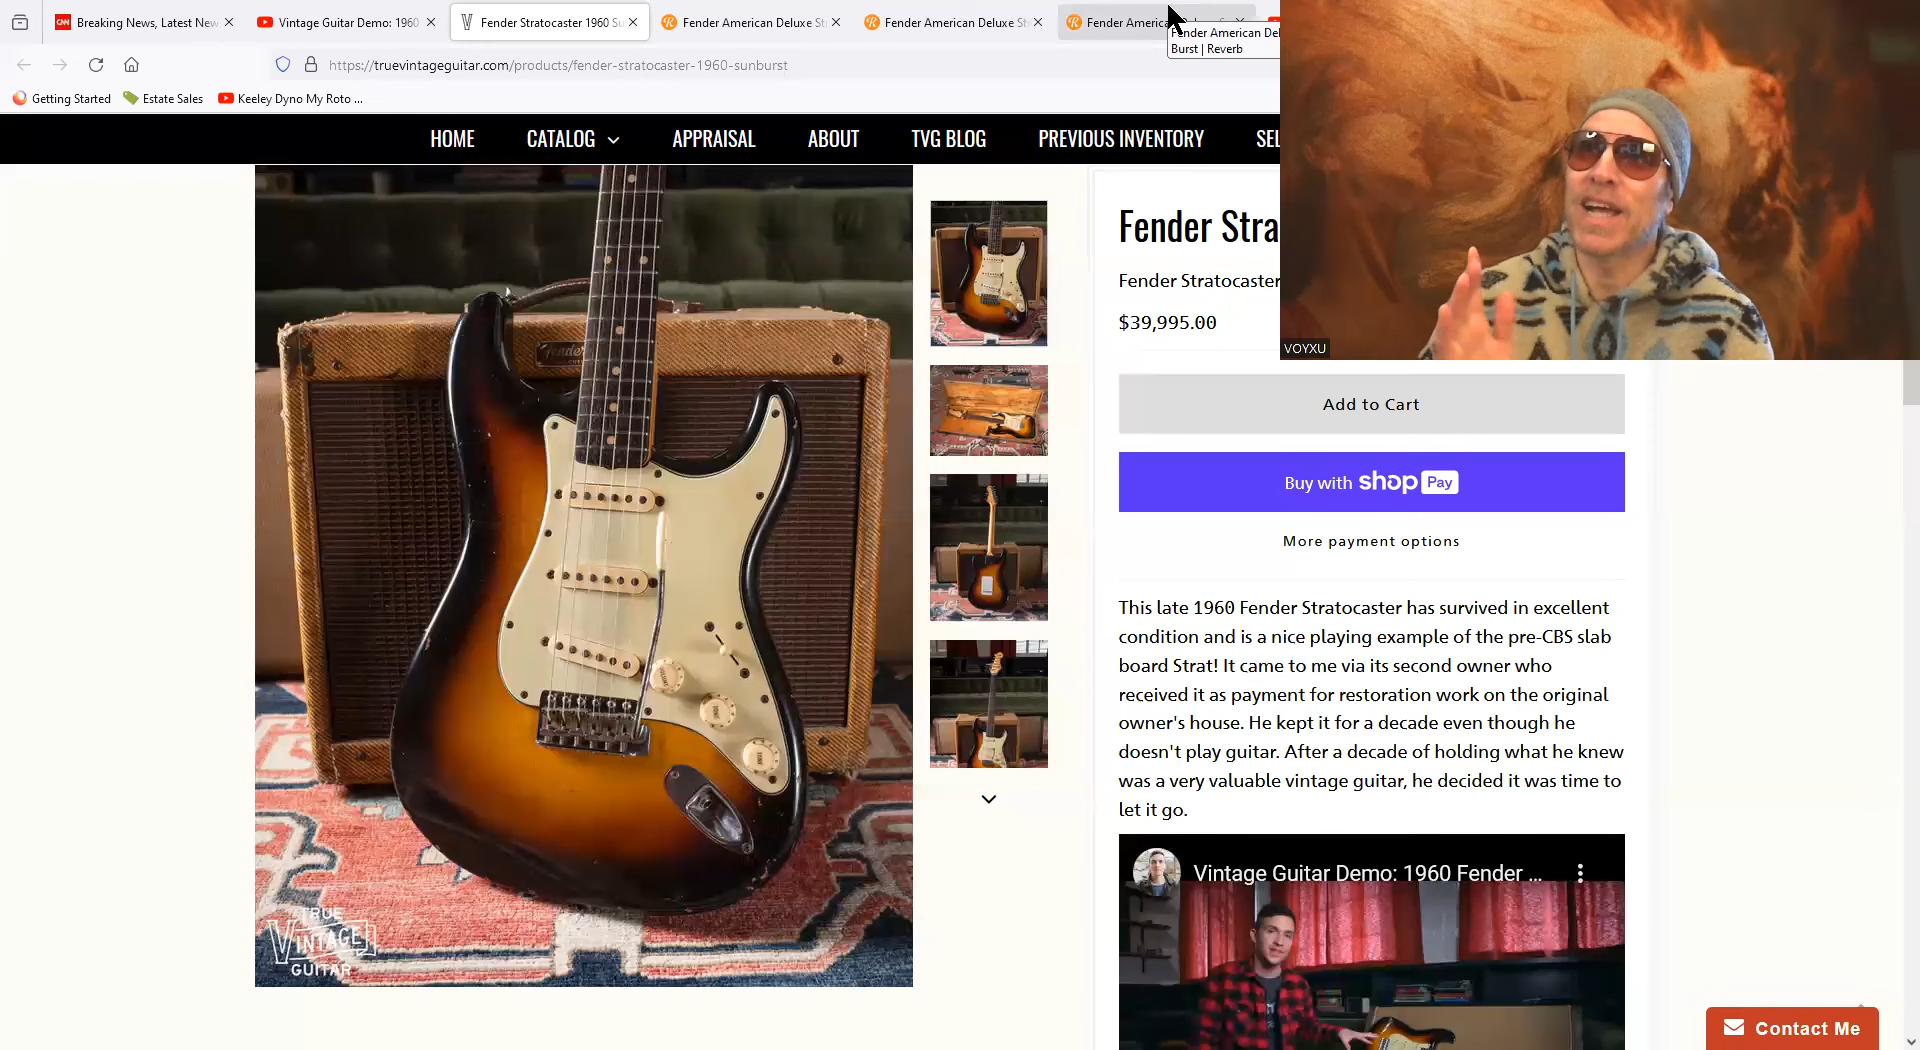 Breaking News, Latest New
Vintage Guitar Demo: 1960
Fender Stratocaster 1960 Su
Fender American Deluxe St
Fender American Deluxe St
Fender America
Fender American Del
Burst | Reverb
https://truevintageguitar.com/products/fender-stratocaster-1960-sunburst
Getting Started
Estate Sales
Keeley Dyno My Roto ...
HOME
CATALOG
APPRAISAL
ABOUT
TVG BLOG
PREVIOUS INVENTORY
SEL
VOYXU
Fender Stra
Fender Stratocaster
$39,995.00
Add to Cart
Buy with shop Pay
More payment options
This late 1960 Fender Stratocaster has survived in excellent
condition and is a nice playing example of the pre-CBS slab
board Strat! It came to me via its second owner who
received it as payment for restoration work on the original
owner's house. He kept it for a decade even though he
doesn't play guitar. After a decade of holding what he knew
was a very valuable vintage guitar, he decided it was time to
let it go.
Vintage Guitar Demo: 1960 Fender ...
TRUE
VINTAGE
GUITAR
Contact Me